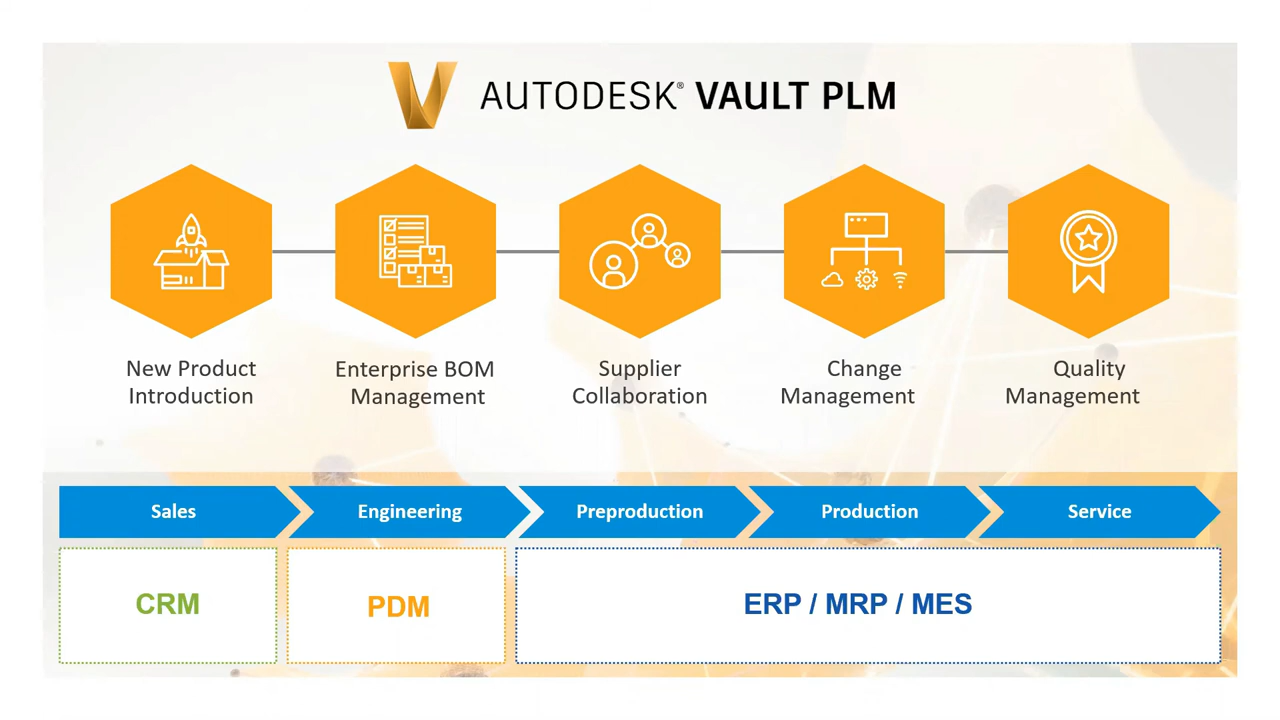 AUTODESK® VAULT PLM
New Product
Introduction
Enterprise BOM
Management
Supplier
Collaboration
Change
Management
Quality
Management
Sales
Engineering
Preproduction
Production
Service
CRM
PDM
ERP / MRP / MES